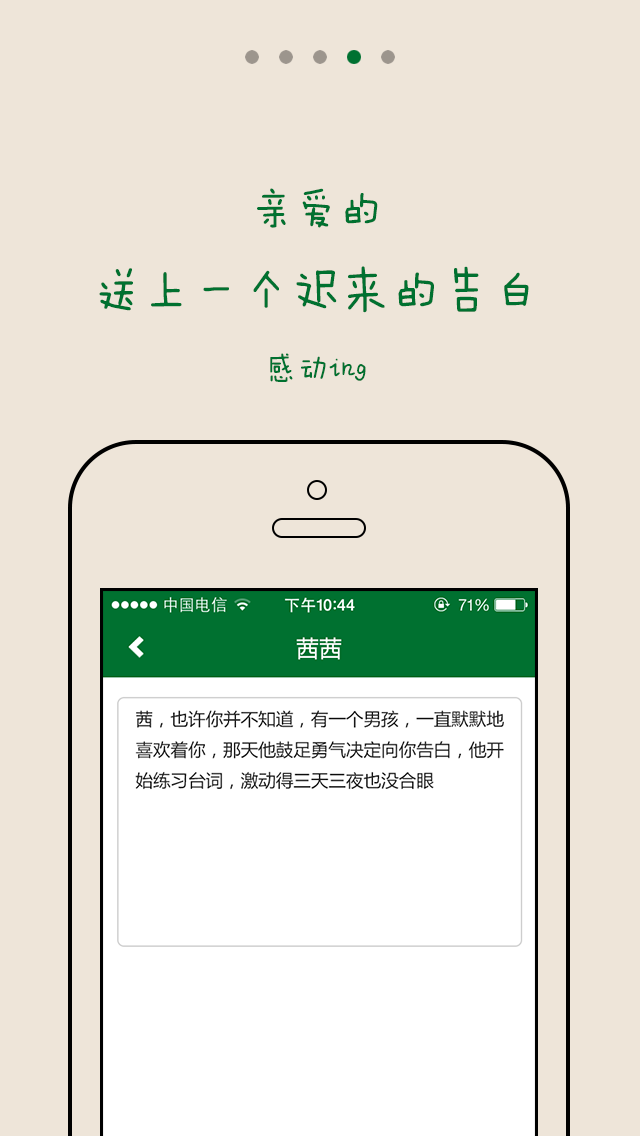 亲爱的
送上一个迟来的告白
感动ing
中国电信 下午10:44 71%
茜茜
茜，也许你并不知道，有一个男孩，一直默默地
喜欢着你，那天他鼓足勇气决定向你告白，他开
始练习台词，激动得三天三夜也没合眼